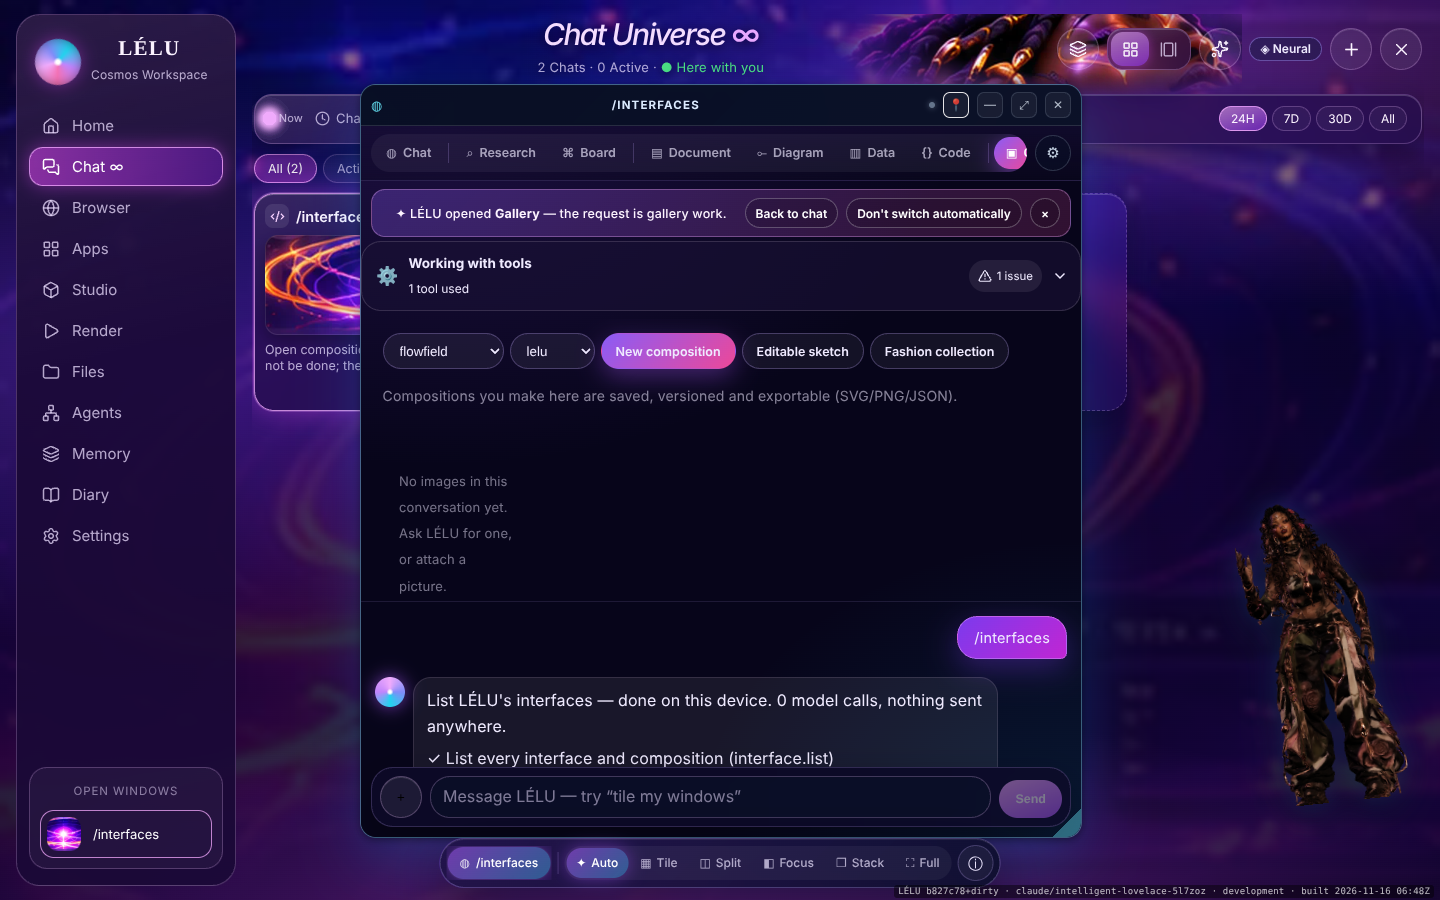 LÉLU
Cosmos Workspace
Home
Chat ∞
Browser
Apps
Studio
Render
Files
Agents
Memory
Diary
Settings
OPEN WINDOWS
/interfaces
Chat Universe ∞
2 Chats · 0 Active · ● Here with you
◈ Neural
Now
24H 7D 30D All
All (2)
/INTERFACES
Chat Research Board Document Diagram Data {} Code
✦ LÉLU opened Gallery — the request is gallery work. Back to chat Don't switch automatically ×
Working with tools
1 tool used
1 issue
flowfield lelu New composition Editable sketch Fashion collection
Compositions you make here are saved, versioned and exportable (SVG/PNG/JSON).
No images in this
conversation yet.
Ask LÉLU for one,
or attach a
picture.
/interfaces
List LÉLU's interfaces — done on this device. 0 model calls, nothing sent
anywhere.
✓ List every interface and composition (interface.list)
Message LÉLU — try “tile my windows”
Send
/interfaces ✦ Auto Tile Split Focus Stack Full
LÉLU b827c78+dirty · claude/intelligent-lovelace-5l7zoz · development · built 2026-11-16 06:48Z